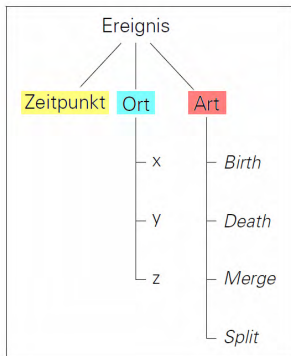 Ereignis
Zeitpunkt Ort Art
x Birth
y Death
z Merge
Split